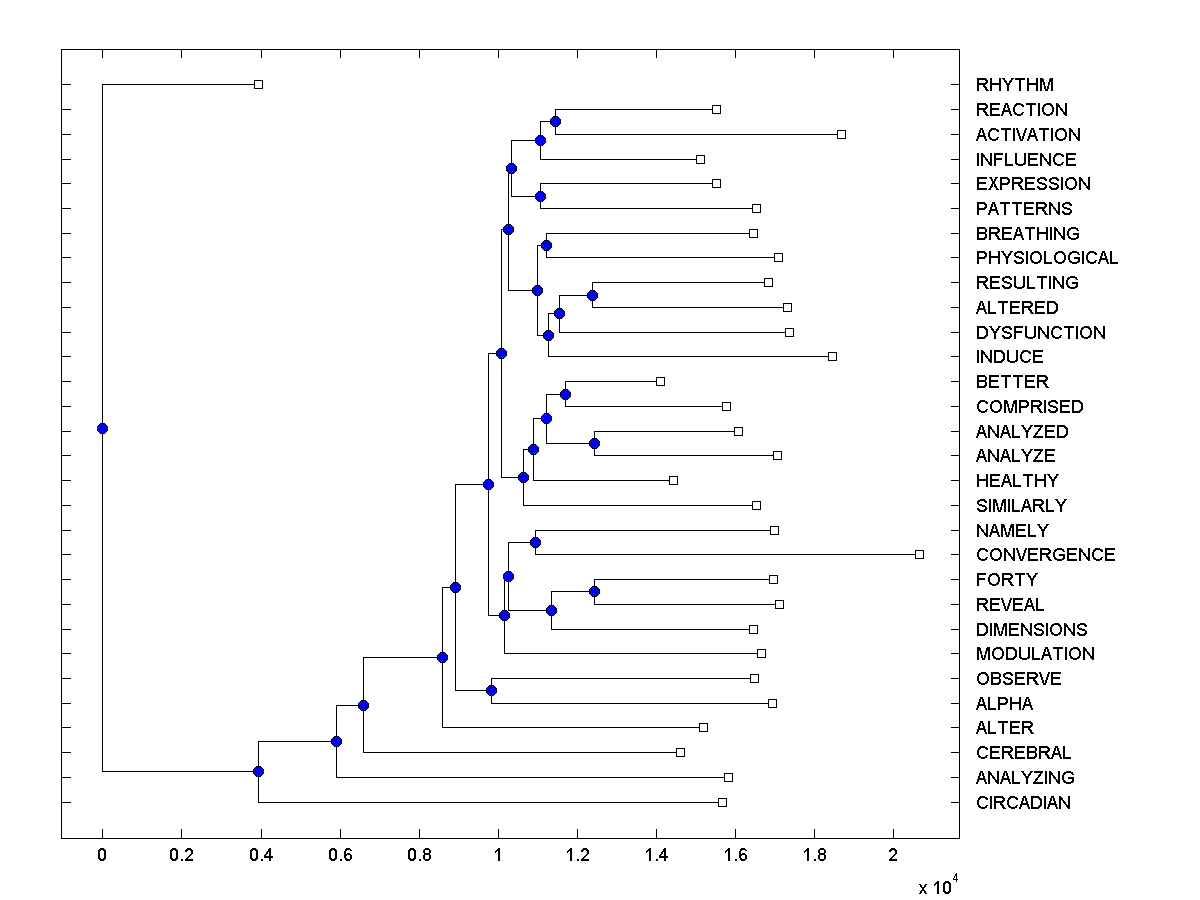 RHYTHM
REACTION
ACTIVATION
INFLUENCE
EXPRESSION
PATTERNS
BREATHING
PHYSIOLOGICAL
RESULTING
ALTERED
DYSFUNCTION
INDUCE
BETTER
COMPRISED
ANALYZED
ANALYZE
HEALTHY
SIMILARLY
NAMELY
CONVERGENCE
FORTY
REVEAL
DIMENSIONS
MODULATION
OBSERVE
ALPHA
ALTER
CEREBRAL
ANALYZING
CIRCADIAN
0 0.2 0.4 0.6 0.8 1 1.2 1.4 1.6 1.8 2
x 10^4